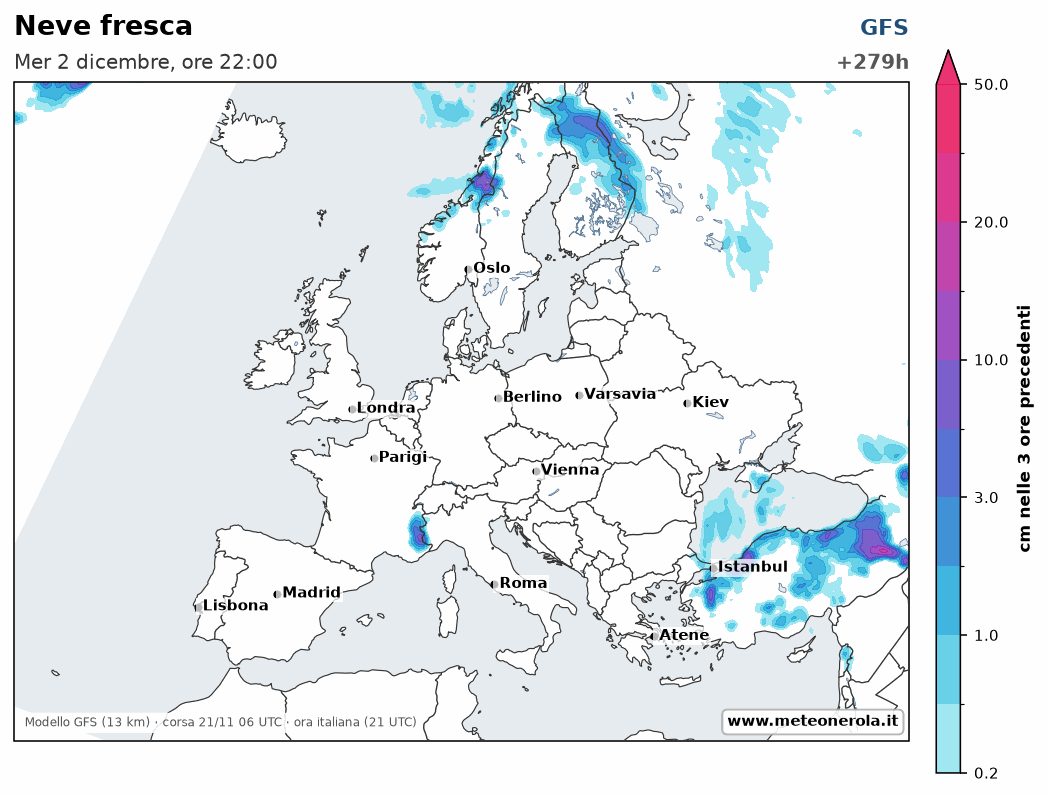 Neve fresca
GFS
Mer 2 dicembre, ore 22:00
+279h
50.0
20.0
10.0
3.0
1.0
0.2
cm nelle 3 ore precedenti
Oslo
Berlino
Varsavia
Kiev
Londra
Parigi
Vienna
Istanbul
Roma
Madrid
Lisbona
Atene
Modello GFS (13 km) · corsa 21/11 06 UTC · ora italiana (21 UTC)
www.meteonerola.it